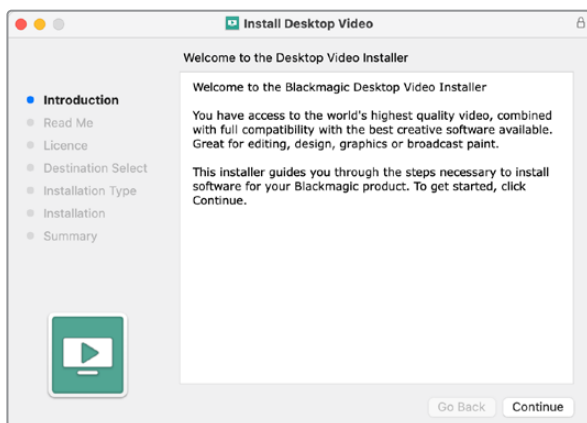 Install Desktop Video
Welcome to the Desktop Video Installer
Introduction
Read Me
Licence
Destination Select
Installation Type
Installation
Summary
Welcome to the Blackmagic Desktop Video Installer
You have access to the world's highest quality video, combined
with full compatibility with the best creative software available.
Great for editing, design, graphics or broadcast paint.
This installer guides you through the steps necessary to install
software for your Blackmagic product. To get started, click
Continue.
Go Back
Continue